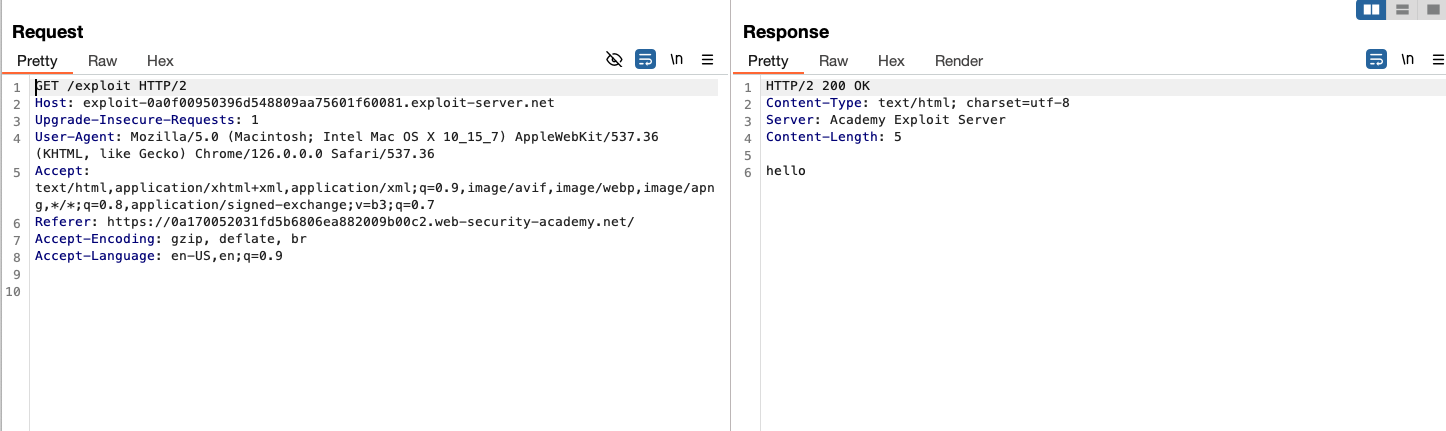 Request
Pretty Raw Hex \n
1 GET /exploit HTTP/2
2 Host: exploit-0a0f00950396d548809aa75601f60081.exploit-server.net
3 Upgrade-Insecure-Requests: 1
4 User-Agent: Mozilla/5.0 (Macintosh; Intel Mac OS X 10_15_7) AppleWebKit/537.36
(KHTML, like Gecko) Chrome/126.0.0.0 Safari/537.36
5 Accept:
text/html,application/xhtml+xml,application/xml;q=0.9,image/avif,image/webp,image/apn
g,*/*;q=0.8,application/signed-exchange;v=b3;q=0.7
6 Referer: https://0a170052031fd5b6806ea882009b00c2.web-security-academy.net/
7 Accept-Encoding: gzip, deflate, br
8 Accept-Language: en-US,en;q=0.9
9
10
Response
Pretty Raw Hex Render \n
1 HTTP/2 200 OK
2 Content-Type: text/html; charset=utf-8
3 Server: Academy Exploit Server
4 Content-Length: 5
5
6 hello